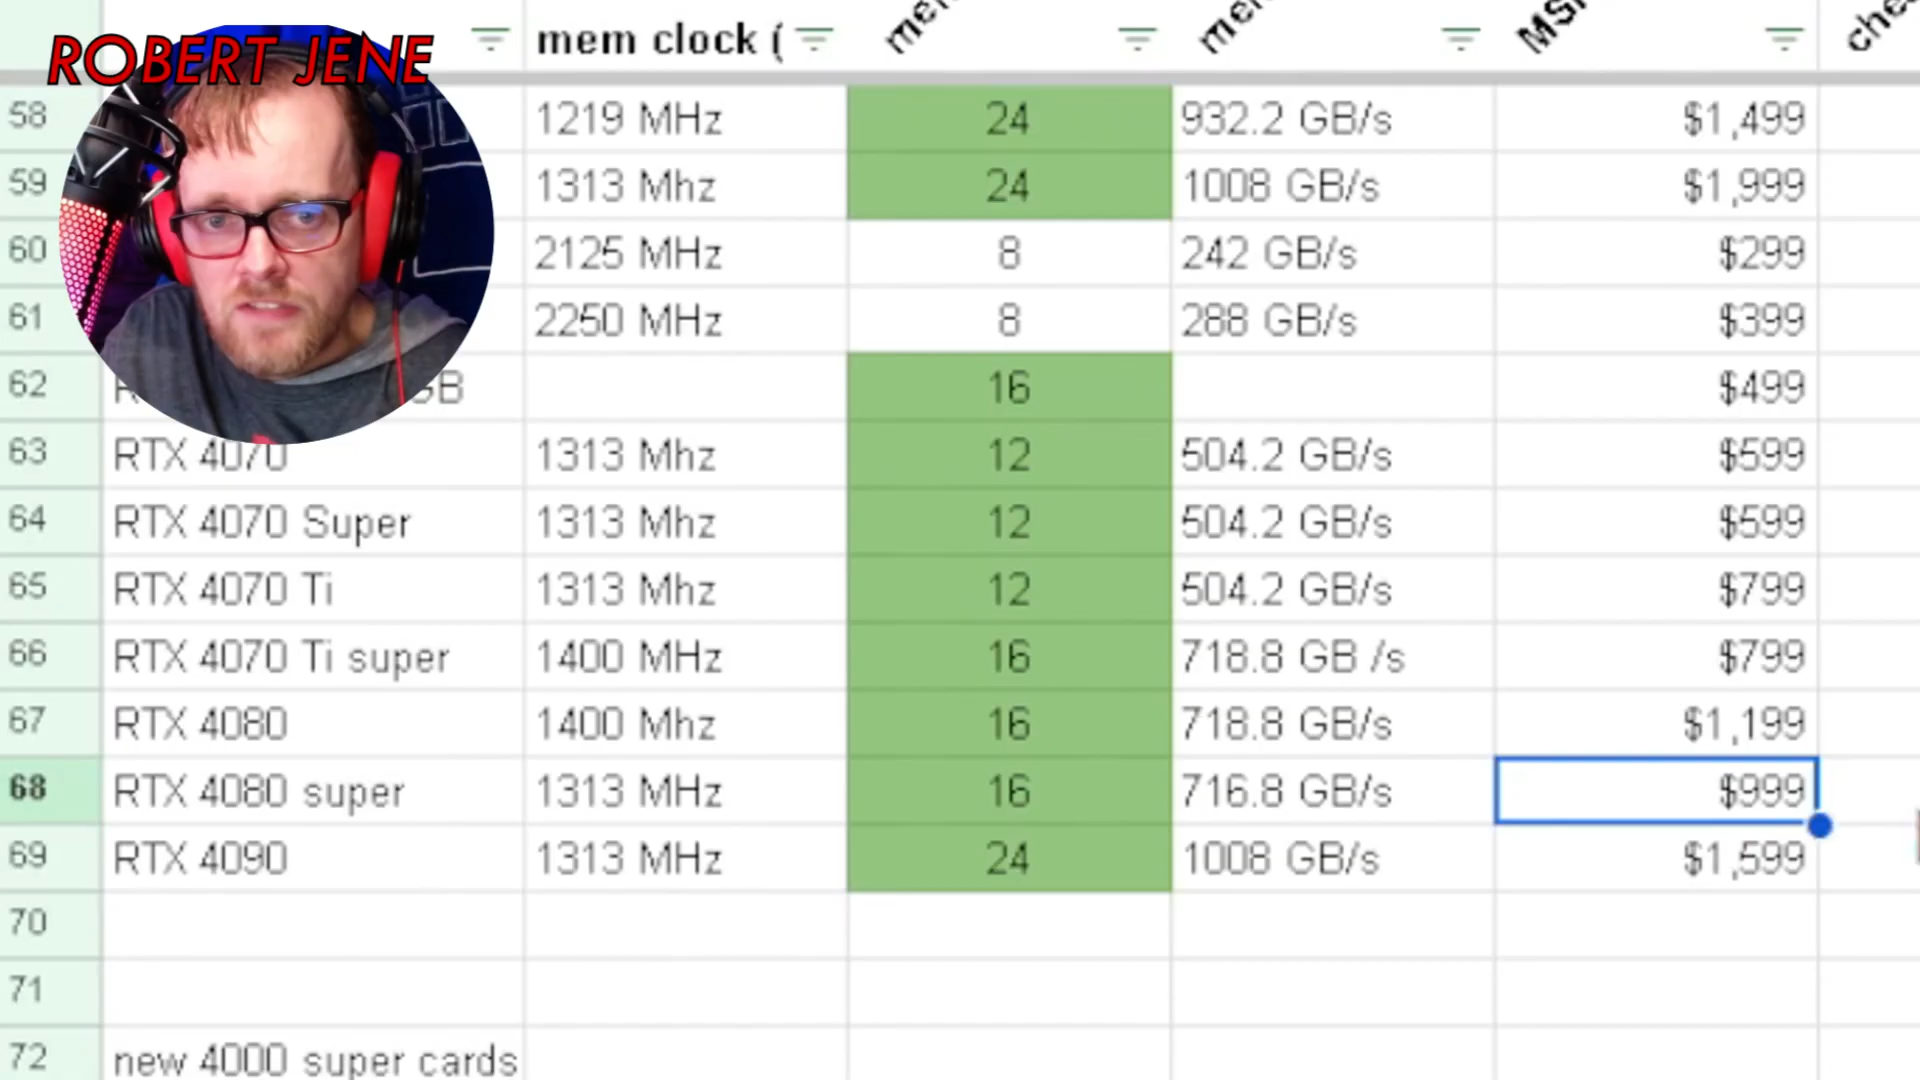 ROBERT JENE
mem clock (
me
me
MS
che
58 1219 MHz 24 932.2 GB/s $1,499
59 1313 Mhz 24 1008 GB/s $1,999
60 2125 MHz 8 242 GB/s $299
61 2250 MHz 8 288 GB/s $399
62 GB 16 $499
63 RTX 4070 1313 Mhz 12 504.2 GB/s $599
64 RTX 4070 Super 1313 Mhz 12 504.2 GB/s $599
65 RTX 4070 Ti 1313 Mhz 12 504.2 GB/s $799
66 RTX 4070 Ti super 1400 MHz 16 718.8 GB /s $799
67 RTX 4080 1400 Mhz 16 718.8 GB/s $1,199
68 RTX 4080 super 1313 MHz 16 716.8 GB/s $999
69 RTX 4090 1313 MHz 24 1008 GB/s $1,599
70
71
72 new 4000 super cards